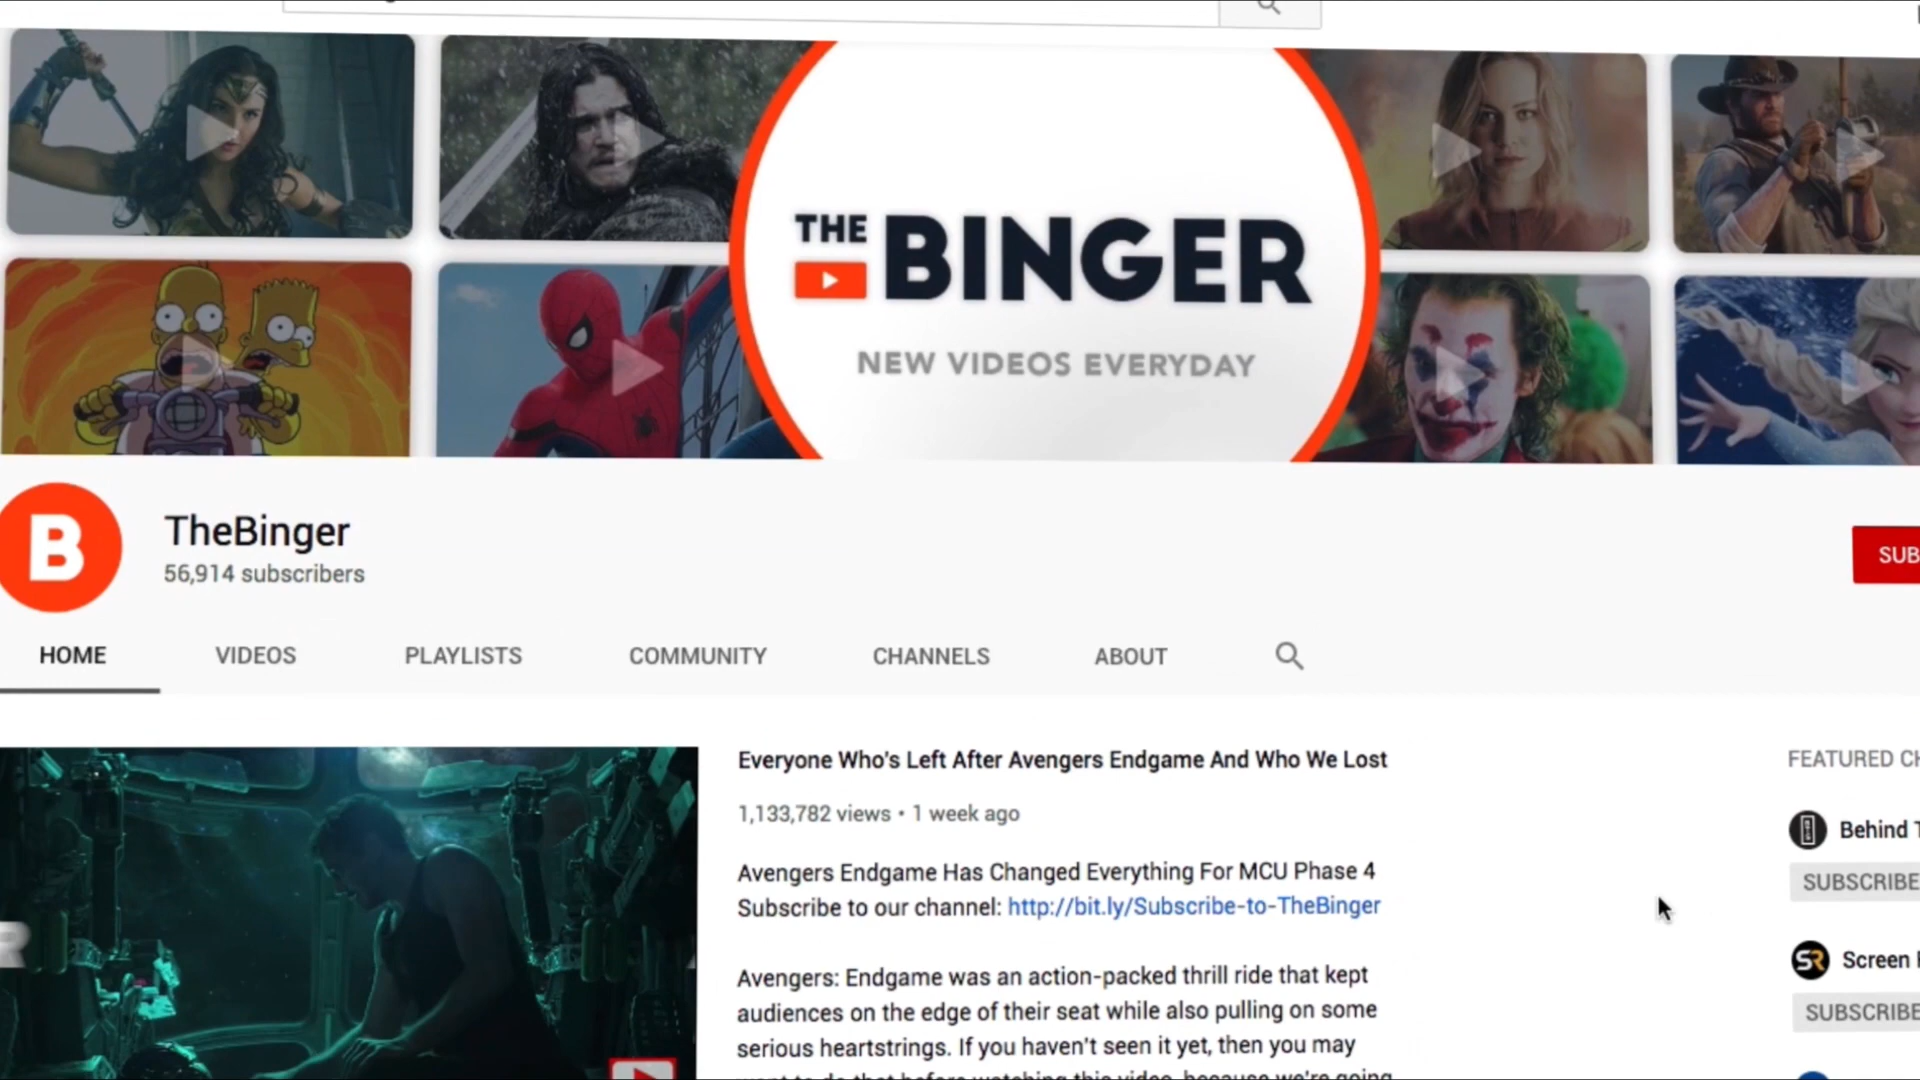 THE BINGER
NEW VIDEOS EVERYDAY
B
TheBinger
56,914 subscribers
SUB
HOME VIDEOS PLAYLISTS COMMUNITY CHANNELS ABOUT
Everyone Who's Left After Avengers Endgame And Who We Lost
1,133,782 views • 1 week ago
Avengers Endgame Has Changed Everything For MCU Phase 4
Subscribe to our channel: http://bit.ly/Subscribe-to-TheBinger
Avengers: Endgame was an action-packed thrill ride that kept
audiences on the edge of their seat while also pulling on some
serious heartstrings. If you haven't seen it yet, then you may
R
FEATURED CH
Behind T
SUBSCRIBE
SR
Screen
SUBSCRIBE